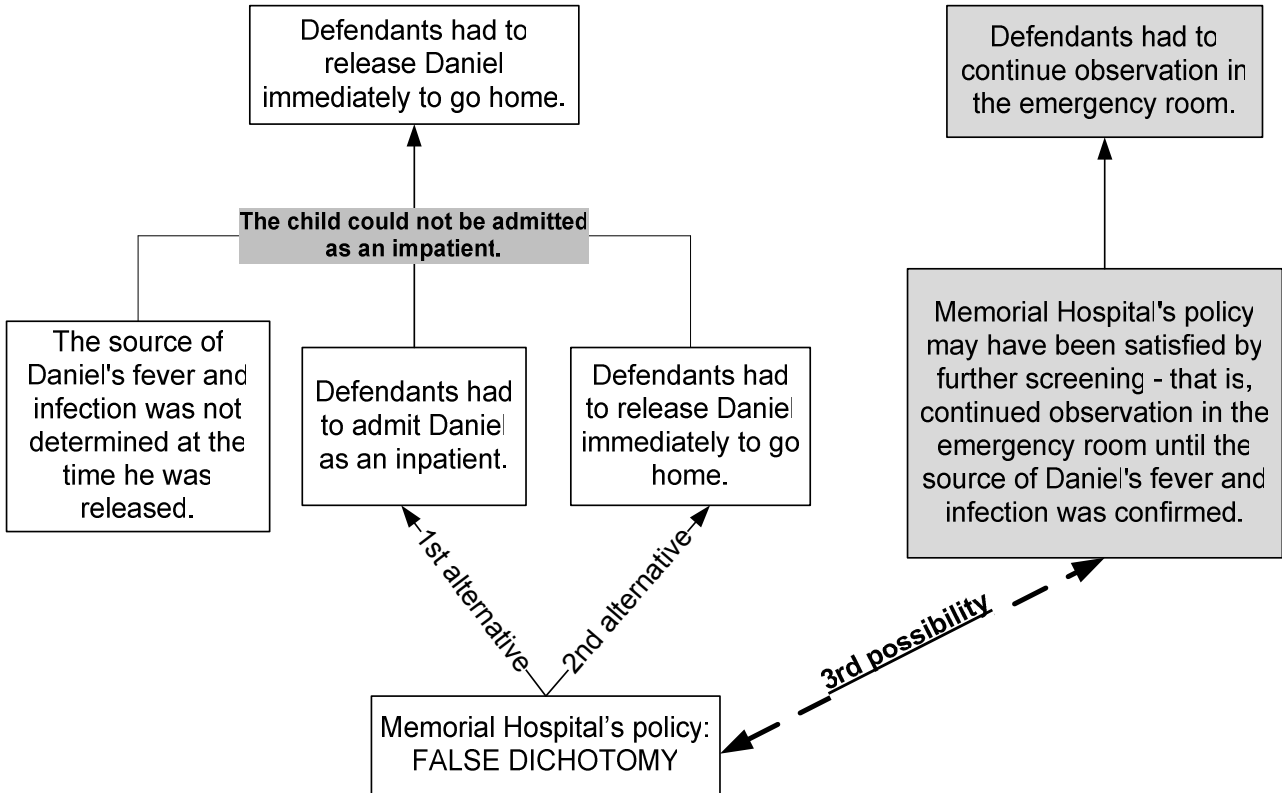 Defendants had to
release Daniel
immediately to go home.
Defendants had to
continue observation in
the emergency room.
The child could not be admitted
as an impatient.
The source of
Daniel's fever and
infection was not
determined at the
time he was
released.
Defendants had
to admit Daniel
as an inpatient.
Defendants had
to release Daniel
immediately to go
home.
Memorial Hospital's policy
may have been satisfied by
further screening - that is,
continued observation in the
emergency room until the
source of Daniel's fever and
infection was confirmed.
1st alternative
2nd alternative
3rd possibility
Memorial Hospital’s policy:
FALSE DICHOTOMY